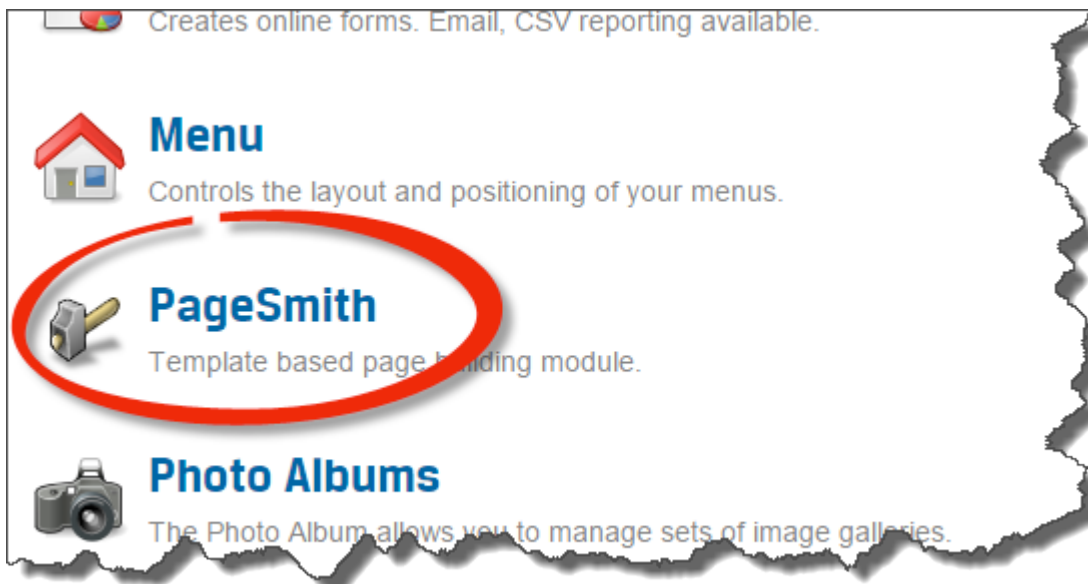 Creates online forms. Email, CSV reporting available.
Menu
Controls the layout and positioning of your menus.
PageSmith
Template based page building module.
Photo Albums
The Photo Album allows you to manage sets of image galleries.